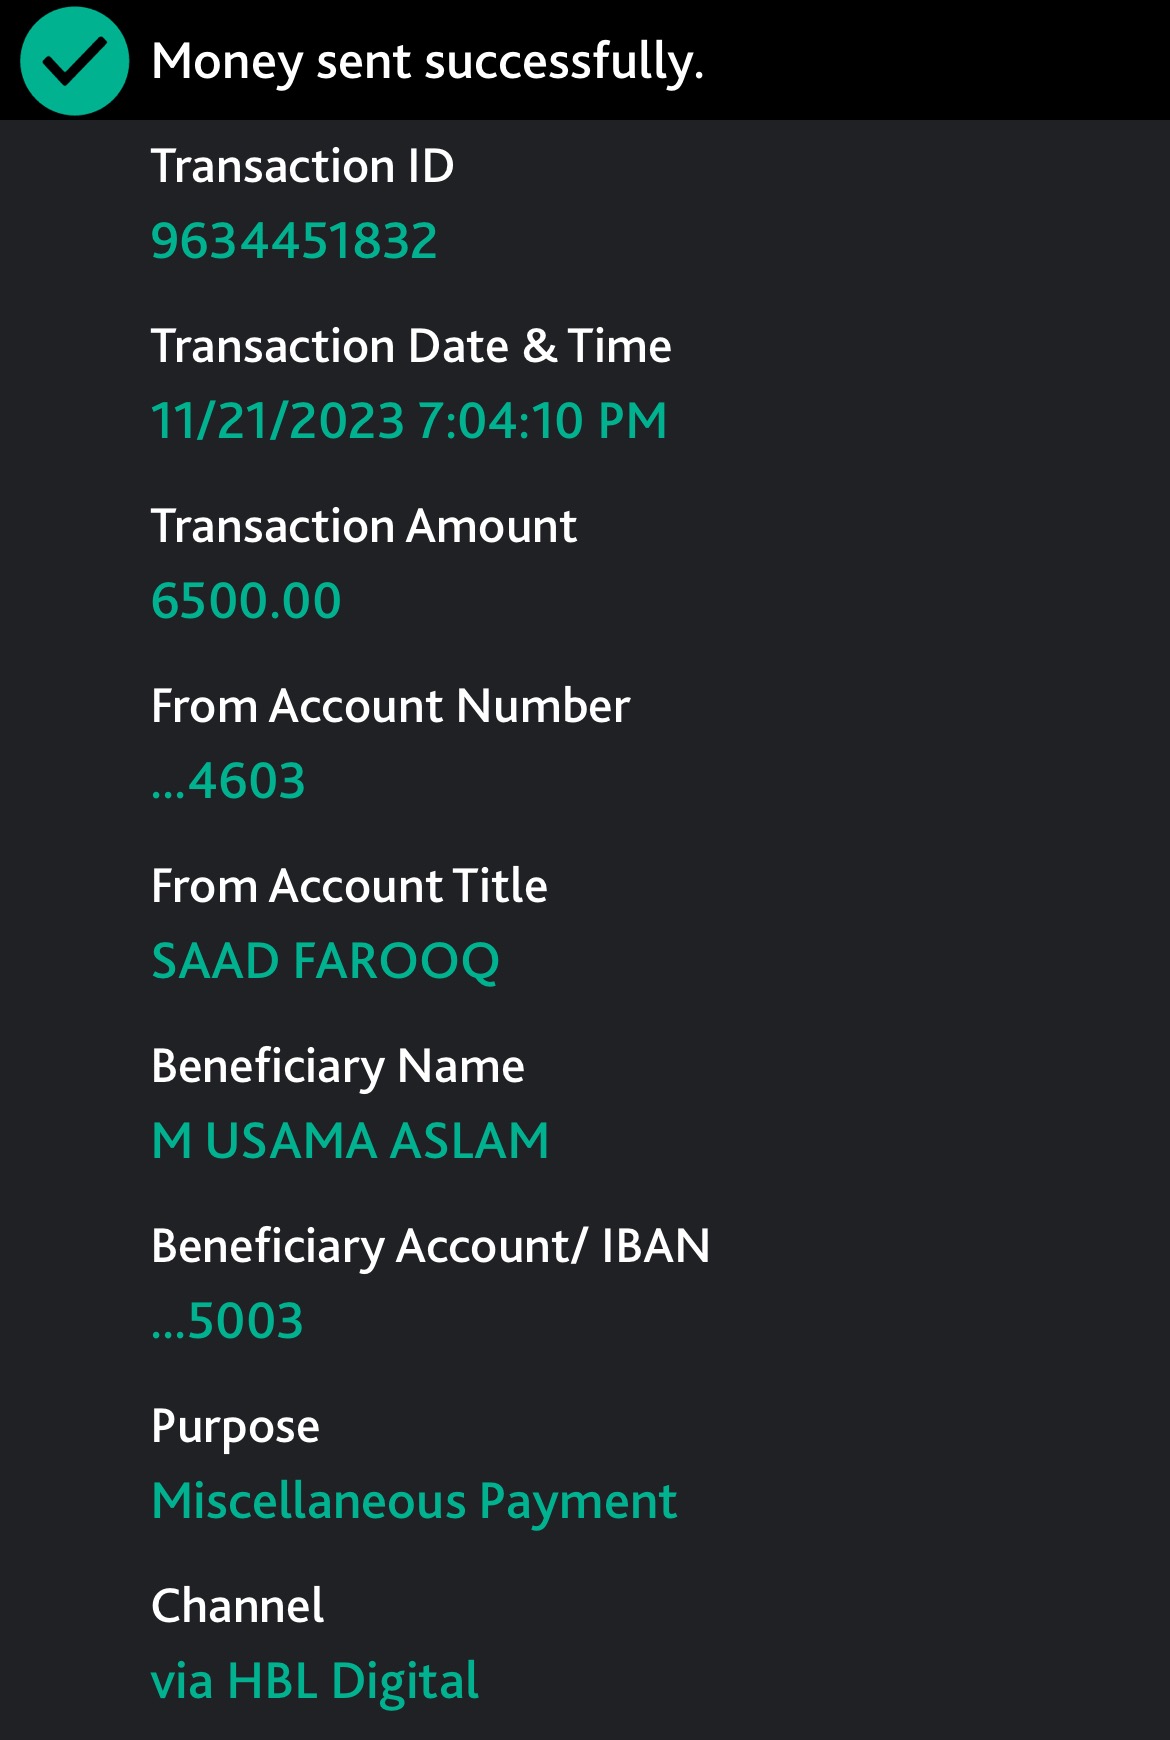 Money sent successfully.
Transaction ID
9634451832
Transaction Date & Time
11/21/2023 7:04:10 PM
Transaction Amount
6500.00
From Account Number
...4603
From Account Title
SAAD FAROOQ
Beneficiary Name
M USAMA ASLAM
Beneficiary Account/ IBAN
...5003
Purpose
Miscellaneous Payment
Channel
via HBL Digital